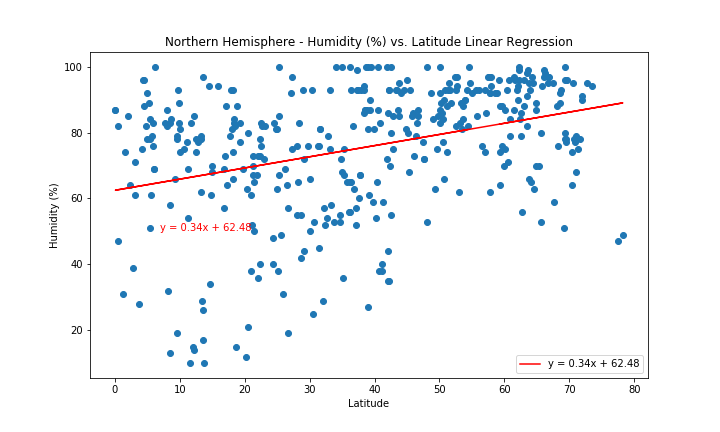 Northern Hemisphere - Humidity (%) vs. Latitude Linear Regression
100
80
60
40
20
Humidity (%)
y = 0.34x + 62.48
y = 0.34x + 62.48
0 10 20 30 40 50 60 70 80
Latitude